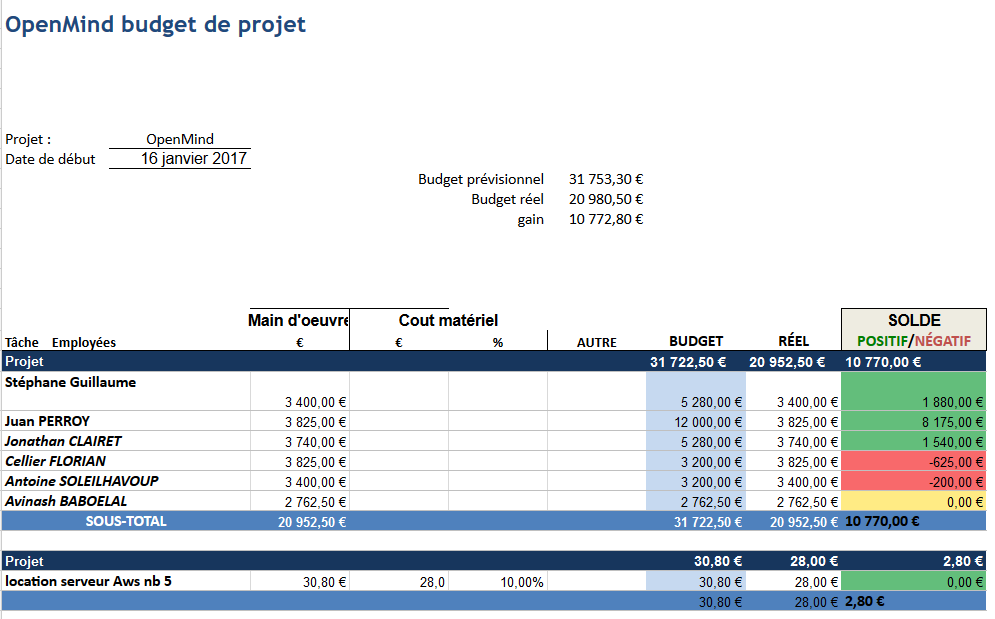 OpenMind budget de projet
Projet : OpenMind
Date de début 16 janvier 2017
Budget prévisionnel 31 753,30 €
Budget réel 20 980,50 €
gain 10 772,80 €
Main d'oeuvre Cout matériel SOLDE
Tâche Employées € € % AUTRE BUDGET RÉEL POSITIF/NÉGATIF
Projet 31 722,50 € 20 952,50 € 10 770,00 €
Stéphane Guillaume
3 400,00 € 5 280,00 € 3 400,00 € 1 880,00 €
Juan PERROY 3 825,00 € 12 000,00 € 3 825,00 € 8 175,00 €
Jonathan CLAIRET 3 740,00 € 5 280,00 € 3 740,00 € 1 540,00 €
Cellier FLORIAN 3 825,00 € 3 200,00 € 3 825,00 € -625,00 €
Antoine SOLEILHAVOUP 3 400,00 € 3 200,00 € 3 400,00 € -200,00 €
Avinash BABOELAL 2 762,50 € 2 762,50 € 2 762,50 € 0,00 €
SOUS-TOTAL 20 952,50 € 31 722,50 € 20 952,50 € 10 770,00 €
Projet 30,80 € 28,00 € 2,80 €
location serveur Aws nb 5 30,80 € 28,0 10,00% 30,80 € 28,00 € 0,00 €
30,80 € 28,00 € 2,80 €